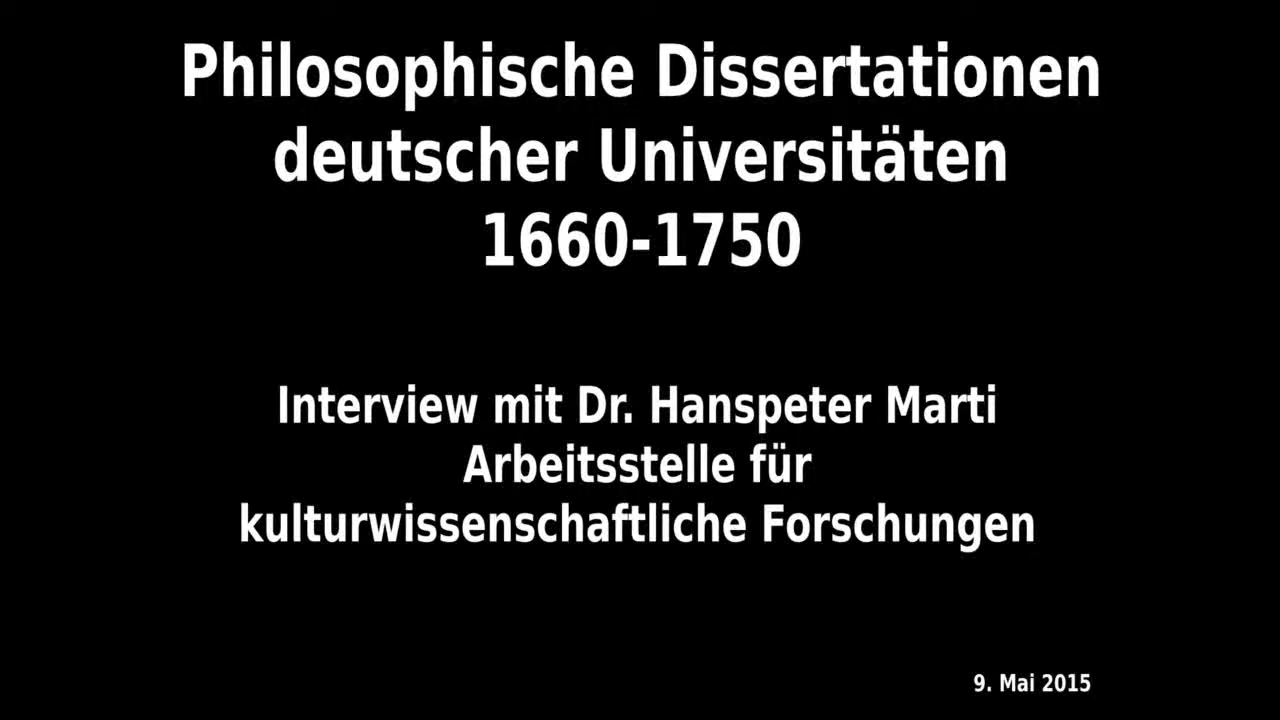 Philosophische Dissertationen
deutscher Universitäten
1660-1750
Interview mit Dr. Hanspeter Marti
Arbeitsstelle für
kulturwissenschaftliche Forschungen
9. Mai 2015